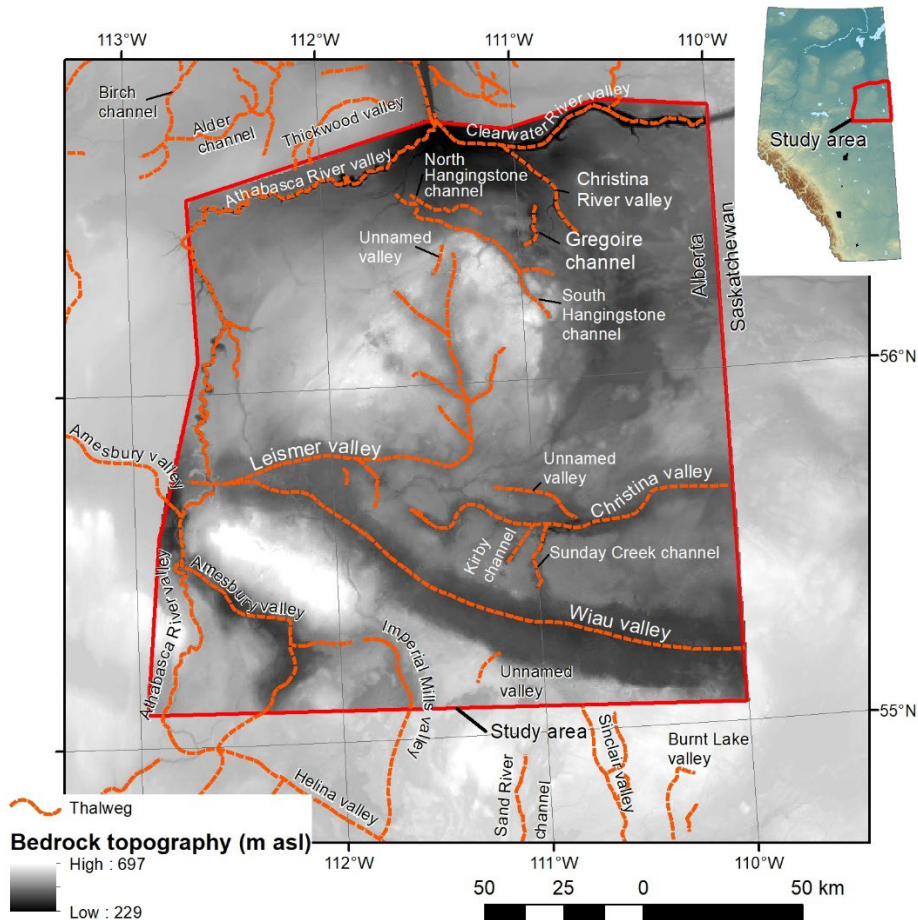 113°W
112°W
111°W
110°W
Birch
channel
Alder
channel
Thickwood valley
Clearwater River valley
Athabasca River valley
North
Hangingstone
channel
Christina
River valley
Unnamed
valley
Gregoire
channel
South
Hangingstone
channel
Alberta
Saskatchewan
Study area
56°N
Amesbury valley
Leismer valley
Unnamed
valley
Christina valley
Kirby
channel
Sunday Creek channel
Athabasca River valley
Amesbury valley
Wiau valley
Imperial Mills valley
Unnamed
valley
55°N
Study area
Helina valley
Sand River
channel
Sinclair valley
Burnt Lake
valley
Thalweg
Bedrock topography (m asl)
High : 697
Low : 229
112°W
111°W
110°W
50 25 0 50 km